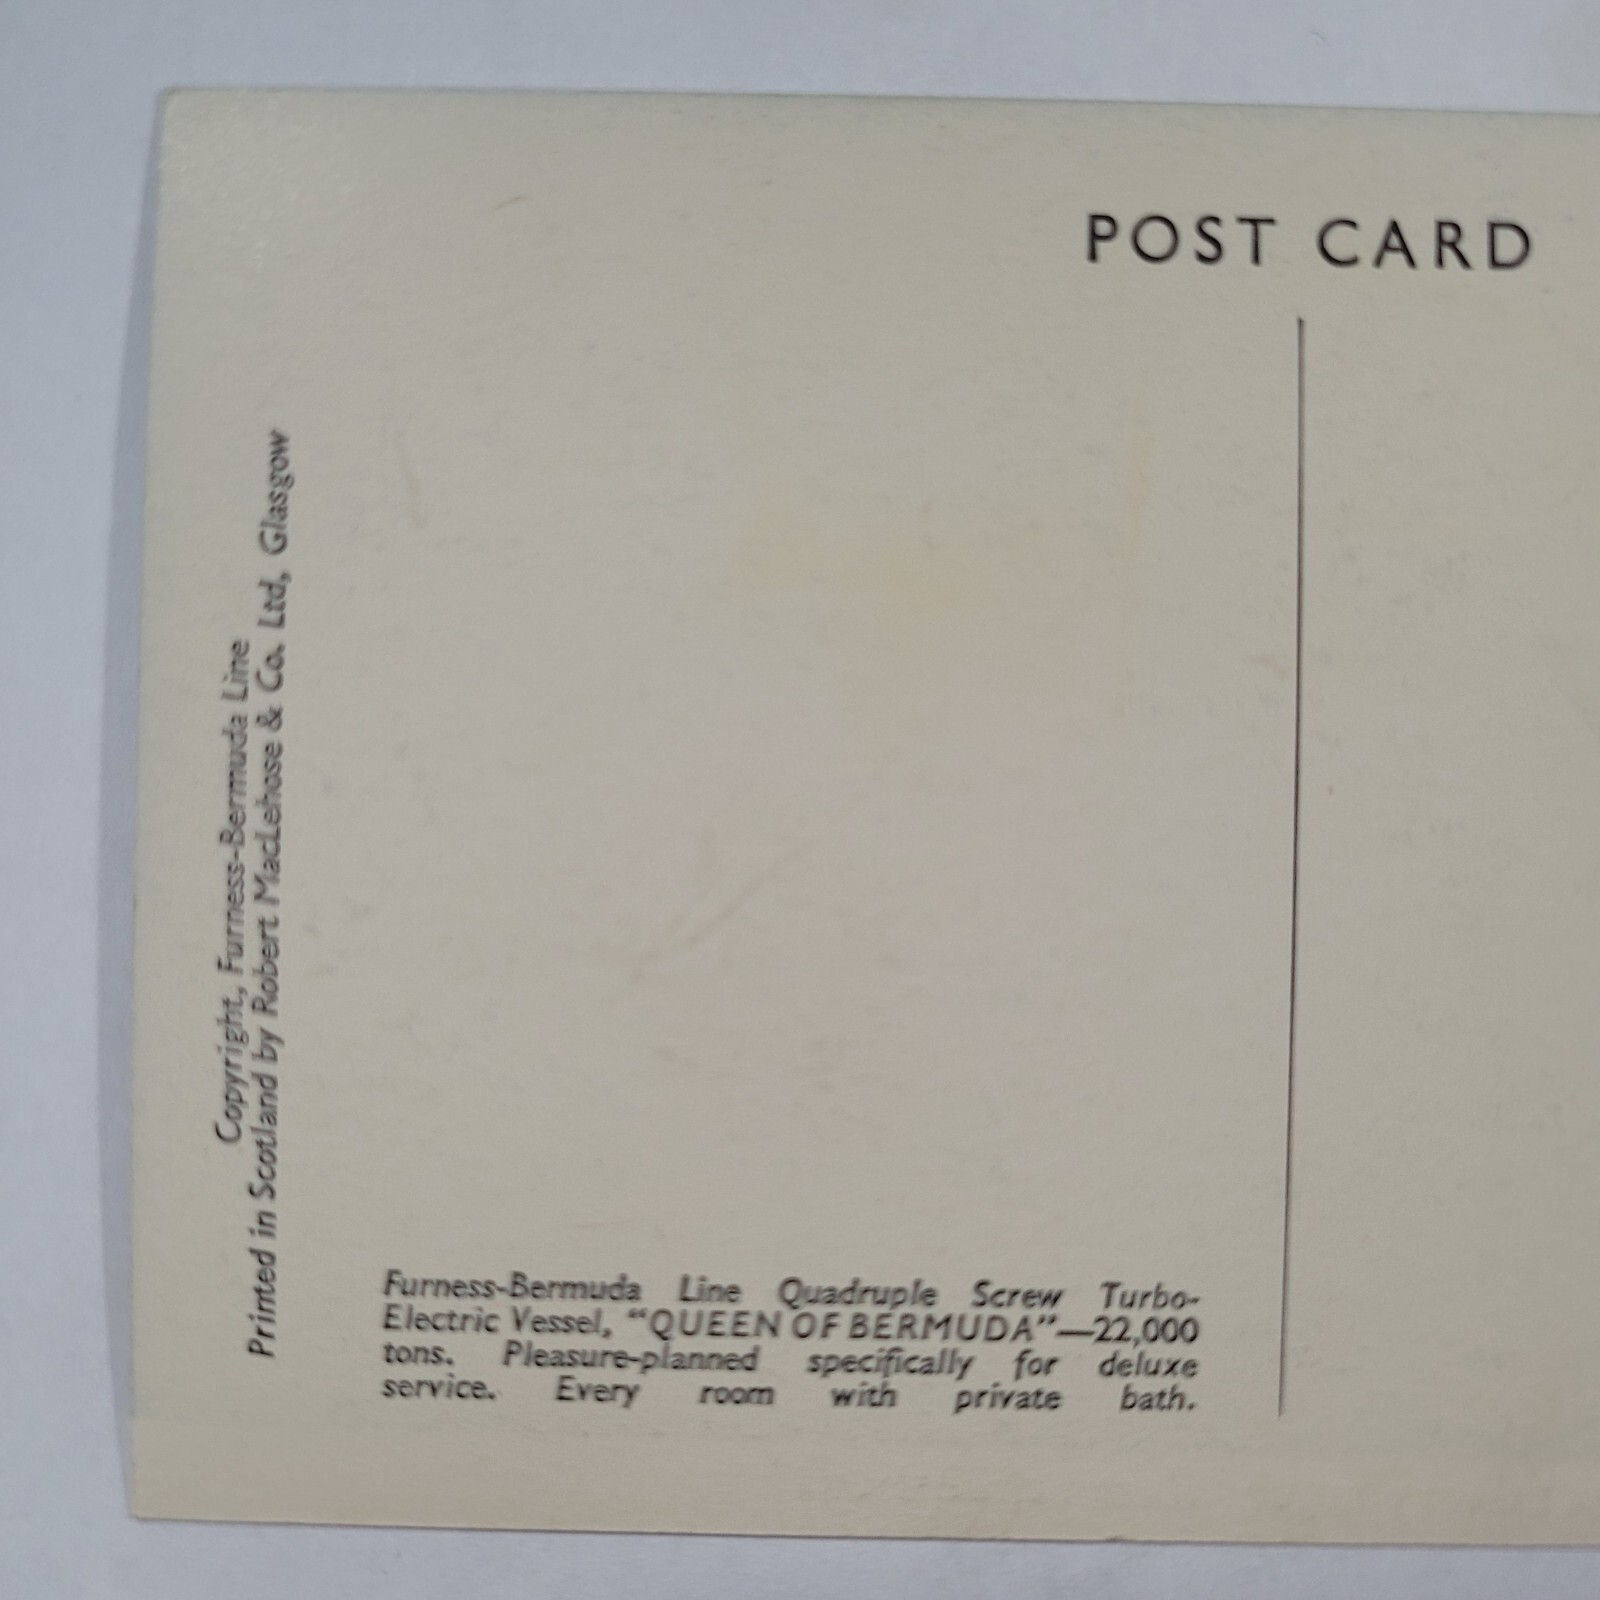 POST CARD
Copyright, Furness-Bermuda Line
Printed in Scotland by Robert MacLehose & Co. Ltd, Glasgow
Furness-Bermuda Line Quadruple Screw Turbo-
Electric Vessel, “QUEEN OF BERMUDA”—22,000
tons. Pleasure-planned specifically for deluxe
service. Every room with private bath.